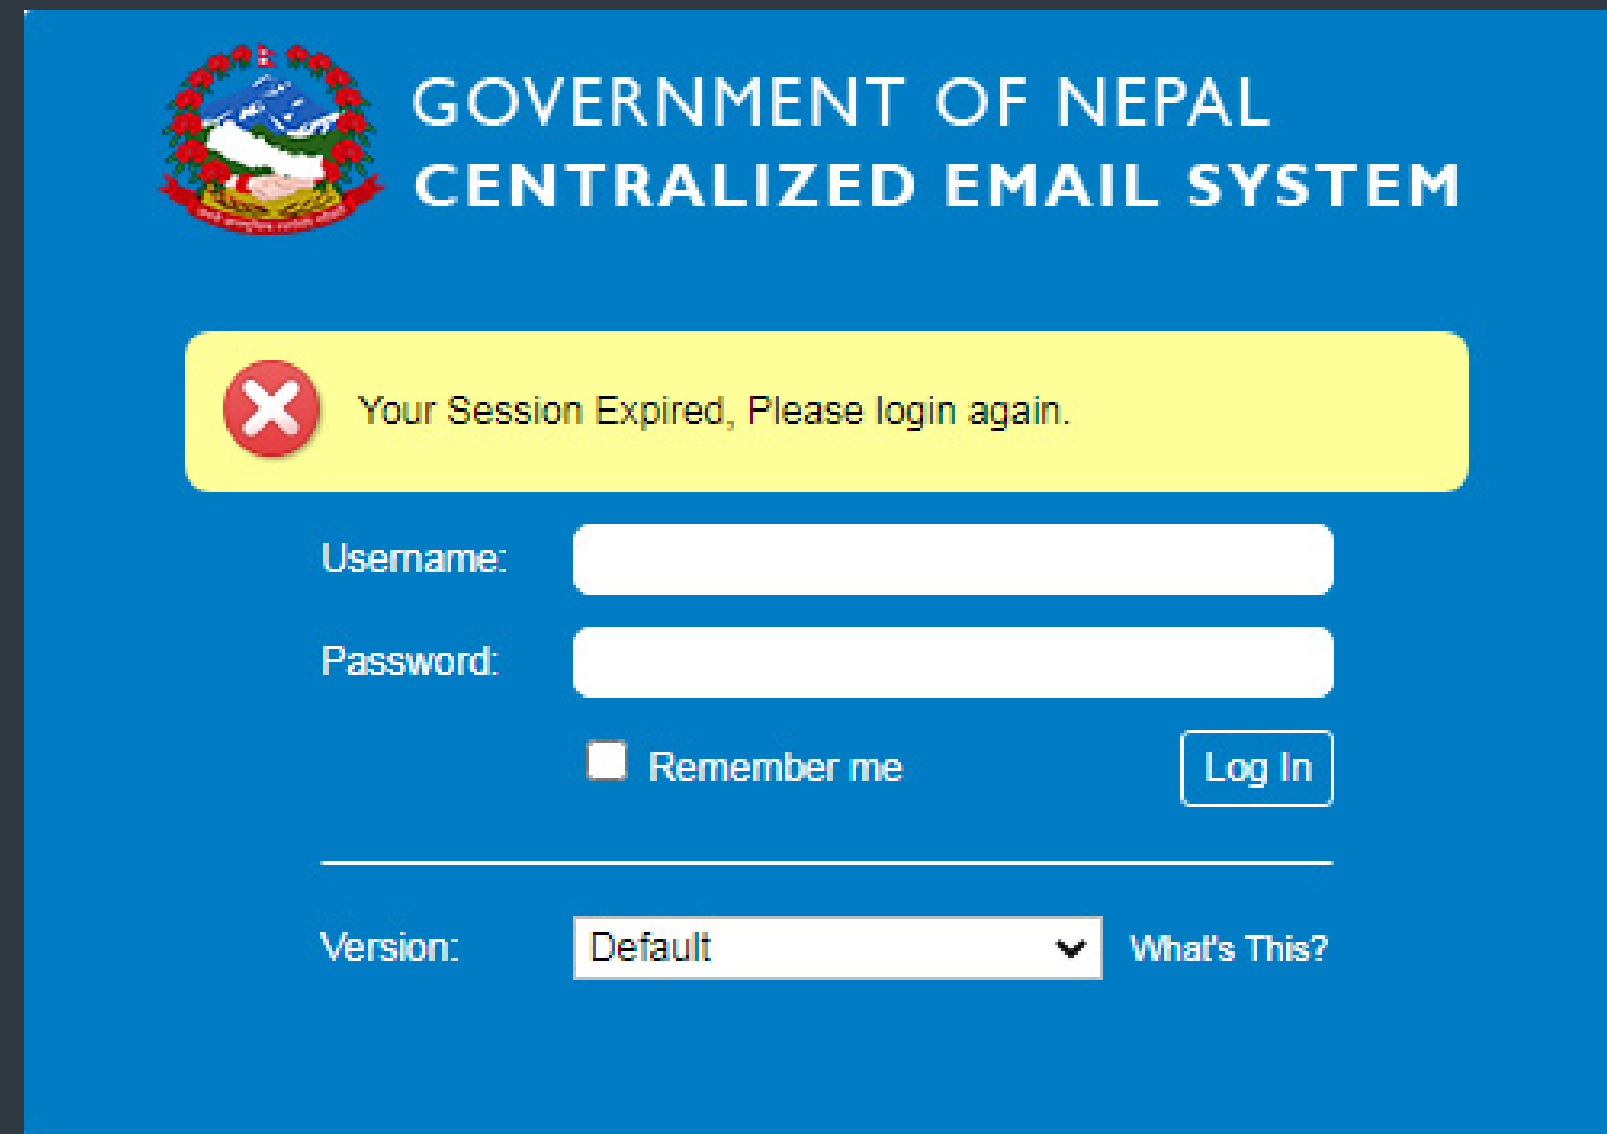 GOVERNMENT OF NEPAL
CENTRALIZED EMAIL SYSTEM
Your Session Expired, Please login again.
Username:
Password:
Remember me
Log In
Version:
Default
What's This?